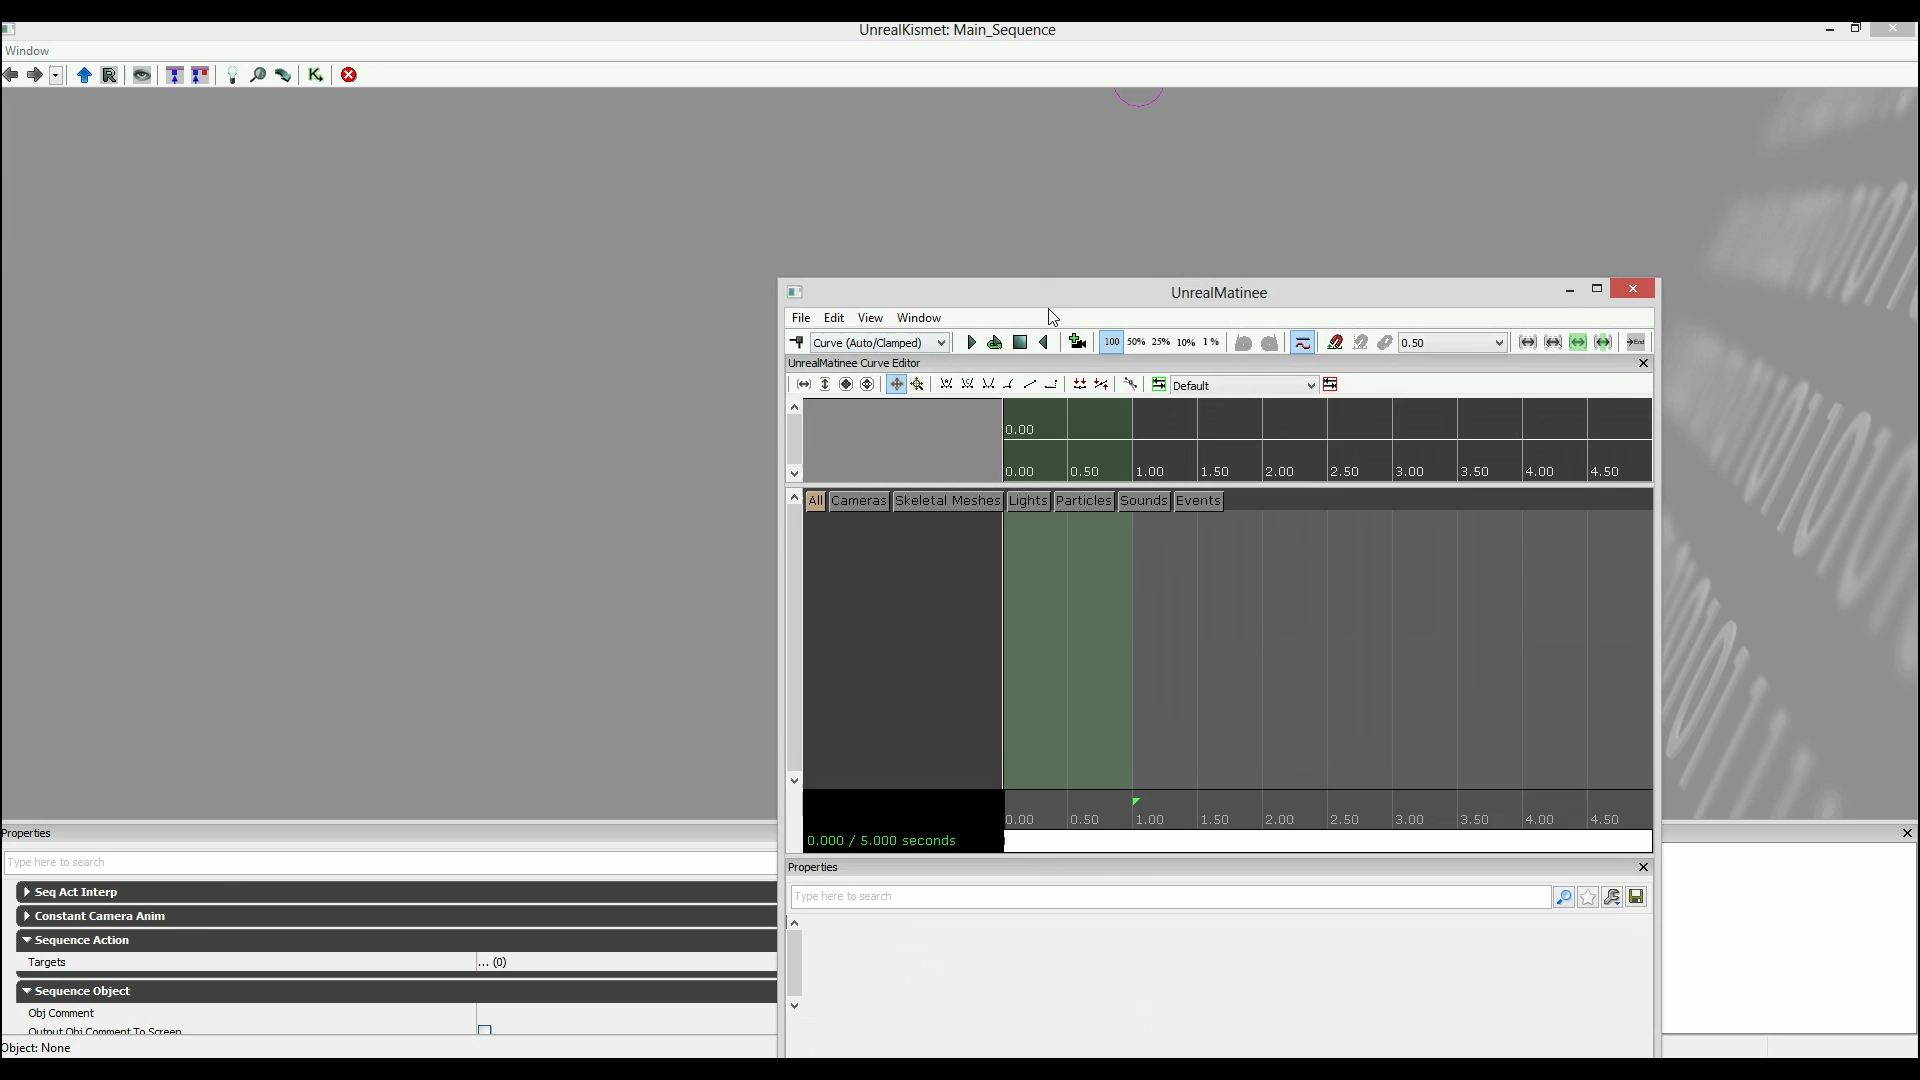 UnrealKismet: Main_Sequence
Window
UnrealMatinee
File Edit View Window
Curve (Auto/Clamped) 100 50% 25% 10% 1% 0.50 End
UnrealMatinee Curve Editor
Default
0.00
0.00 0.50 1.00 1.50 2.00 2.50 3.00 3.50 4.00 4.50
All Cameras Skeletal Meshes Lights Particles Sounds Events
0.00 0.50 1.00 1.50 2.00 2.50 3.00 3.50 4.00 4.50
0.000 / 5.000 seconds
Properties
Type here to search
Properties
Type here to search
Seq Act Interp
Constant Camera Anim
Sequence Action
Targets ... (0)
Sequence Object
Obj Comment
Output Obj Comment To Screen
Object: None